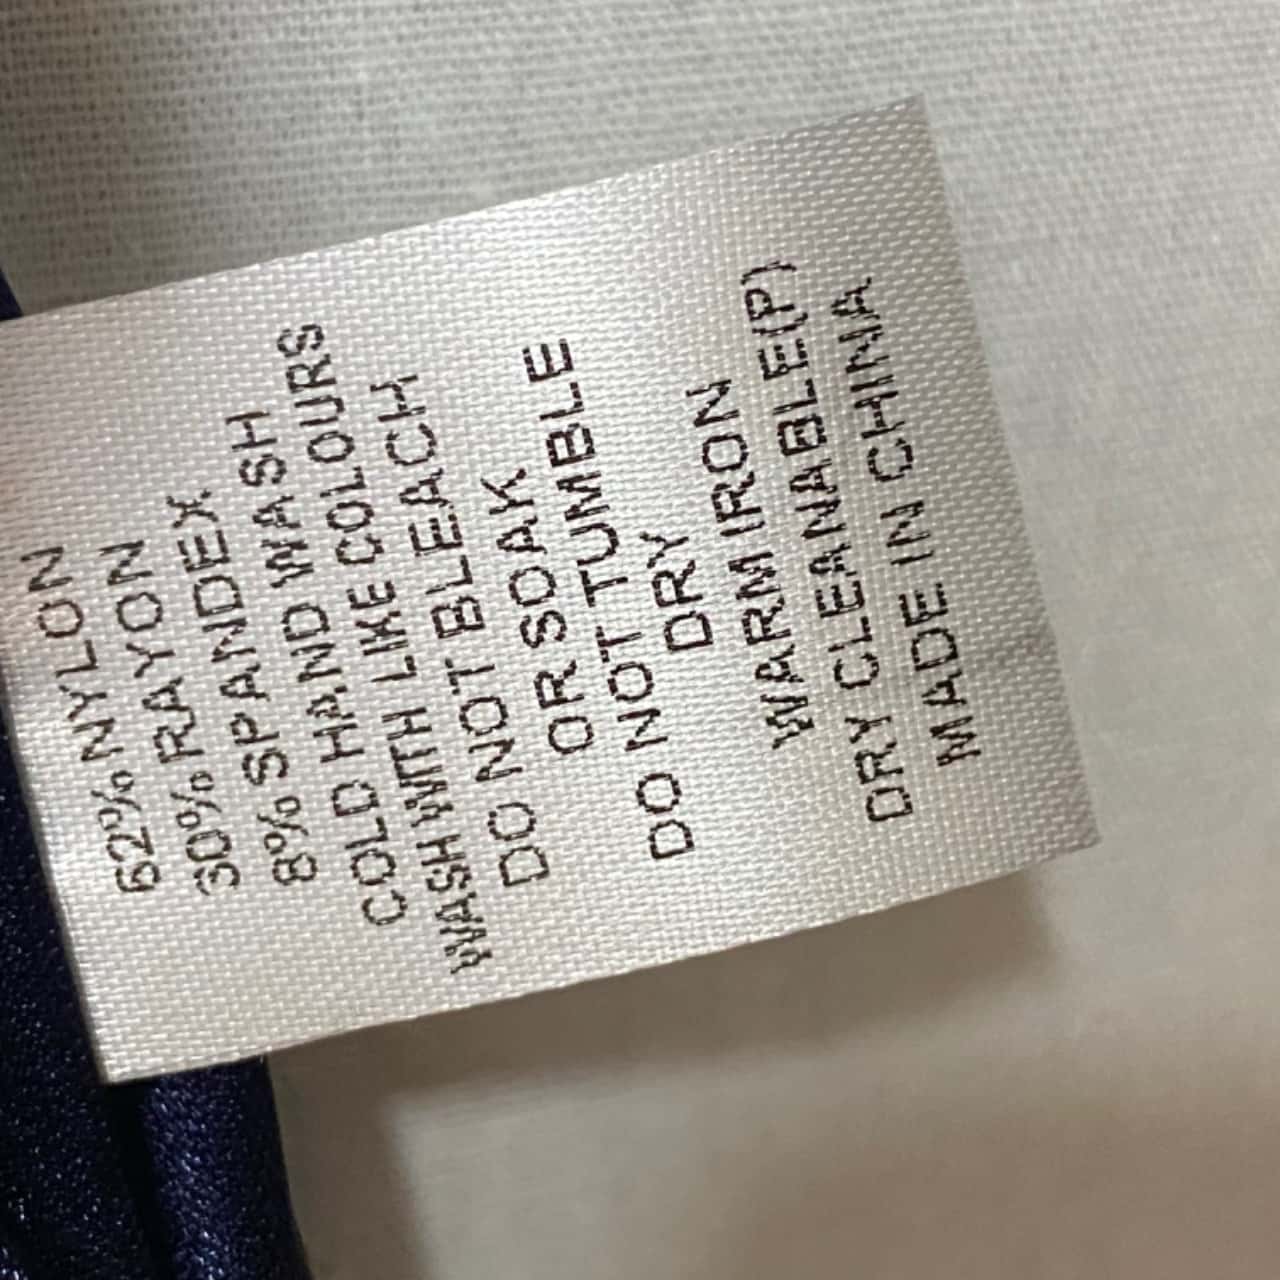 62% NYLON
30% RAYON
8% SPANDEX
COLD HAND WASH
WASH WITH LIKE COLOURS
DO NOT BLEACH
OR SOAK
DO NOT TUMBLE
DRY
WARM IRON
DRY CLEANABLE(P)
MADE IN CHINA